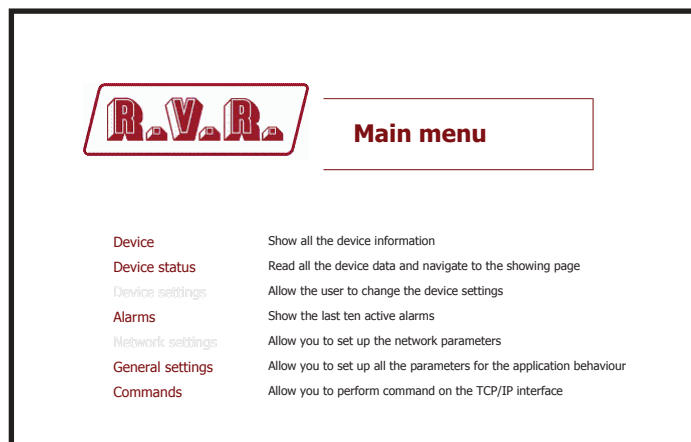 R.V.R.
Main menu
Device Show all the device information
Device status Read all the device data and navigate to the showing page
Device settings Allow the user to change the device settings
Alarms Show the last ten active alarms
Network settings Allow you to set up the network parameters
General settings Allow you to set up all the parameters for the application behaviour
Commands Allow you to perform command on the TCP/IP interface